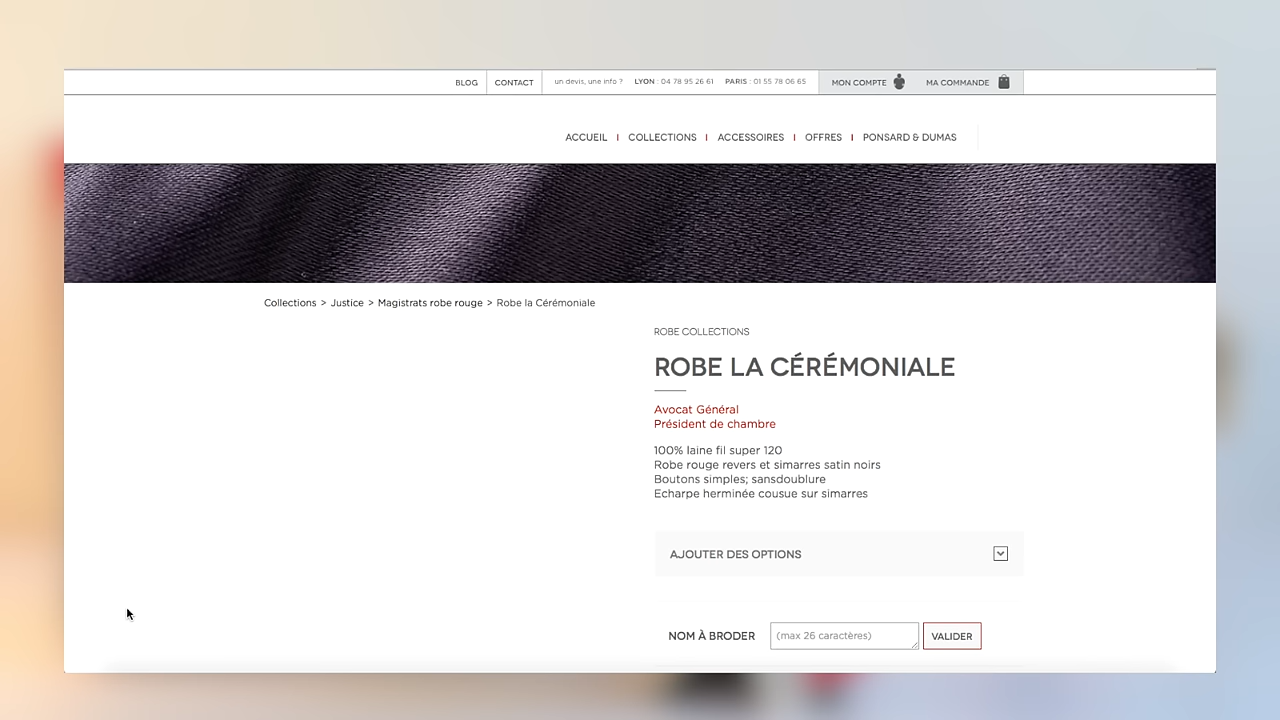 BLOG CONTACT un devis, une info ? LYON : 04 78 95 26 61 PARIS : 01 55 78 06 65 MON COMPTE MA COMMANDE
ACCUEIL I COLLECTIONS I ACCESSOIRES I OFFRES I PONSARD & DUMAS
Collections > Justice > Magistrats robe rouge > Robe la Cérémoniale
ROBE COLLECTIONS
ROBE LA CÉRÉMONIALE
Avocat Général
Président de chambre
100% laine fil super 120
Robe rouge revers et simarres satin noirs
Boutons simples; sansdoublure
Echarpe herminée cousue sur simarres
AJOUTER DES OPTIONS
NOM À BRODER (max 26 caractères) VALIDER